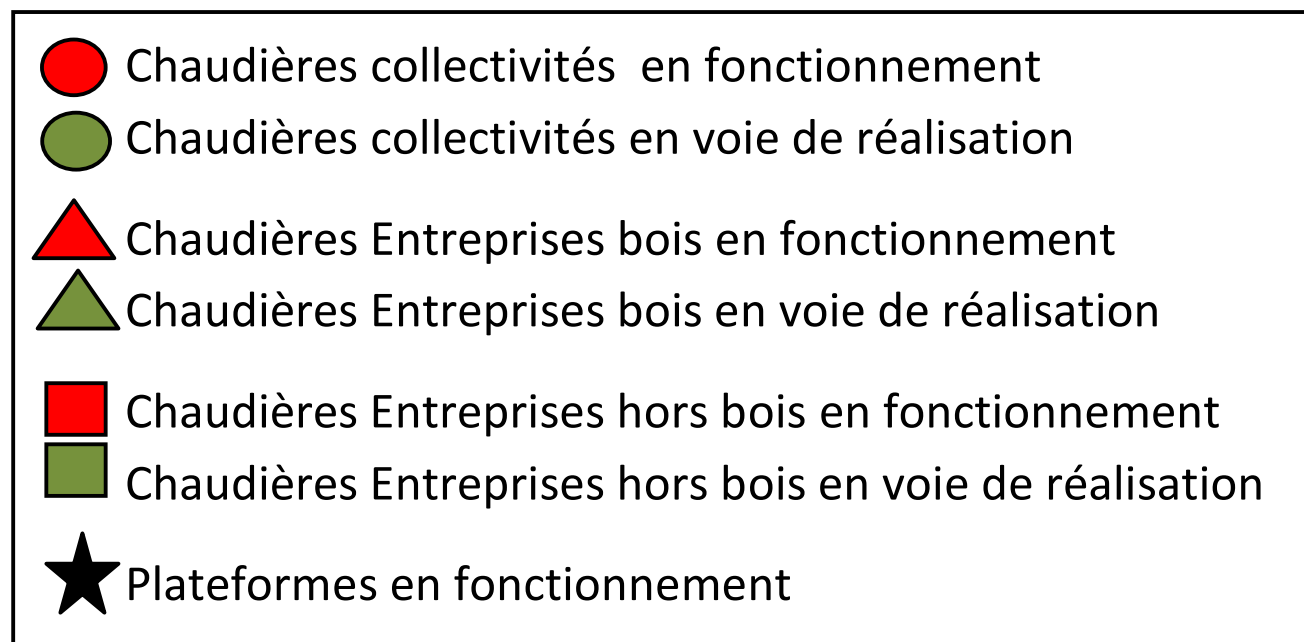 Chaudières collectivités  en fonctionnement
Chaudières collectivités en voie de réalisation
Chaudières Entreprises bois en fonctionnement
Chaudières Entreprises bois en voie de réalisation
Chaudières Entreprises hors bois en fonctionnement
Chaudières Entreprises hors bois en voie de réalisation
Plateformes en fonctionnement